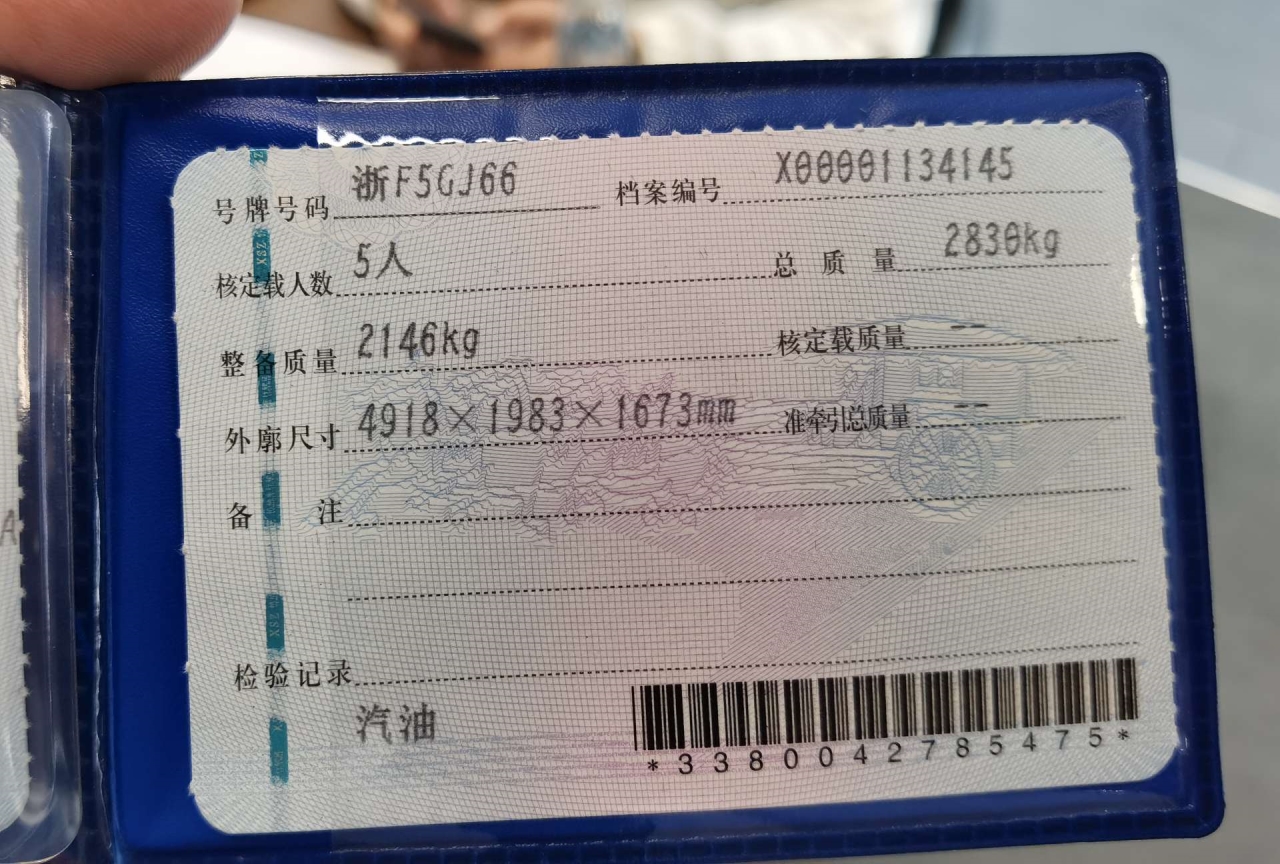 号牌号码 浙F5GJ66 档案编号 X00001134145
核定载人数 5人 总质量 2830kg
整备质量 2146kg 核定载质量 --
外廓尺寸 4918×1983×1673mm 准牵引总质量 --
备注
检验记录
汽油
*338004278547​5*
A
XSZ
XSZ